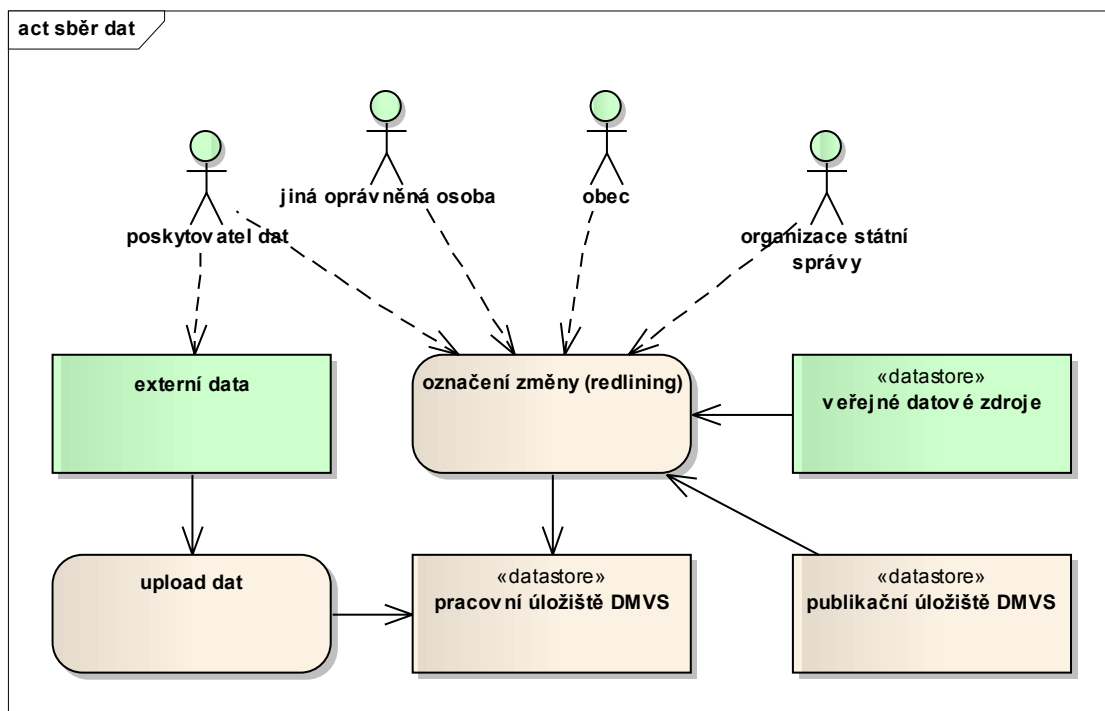 act sběr dat
jiná oprávněná osoba
obec
poskytovatel dat
organizace státní
správy
externí data
označení změny (redlining)
«datastore»
veřejné datové zdroje
upload dat
«datastore»
pracovní úložiště DMVS
«datastore»
publikační úložiště DMVS